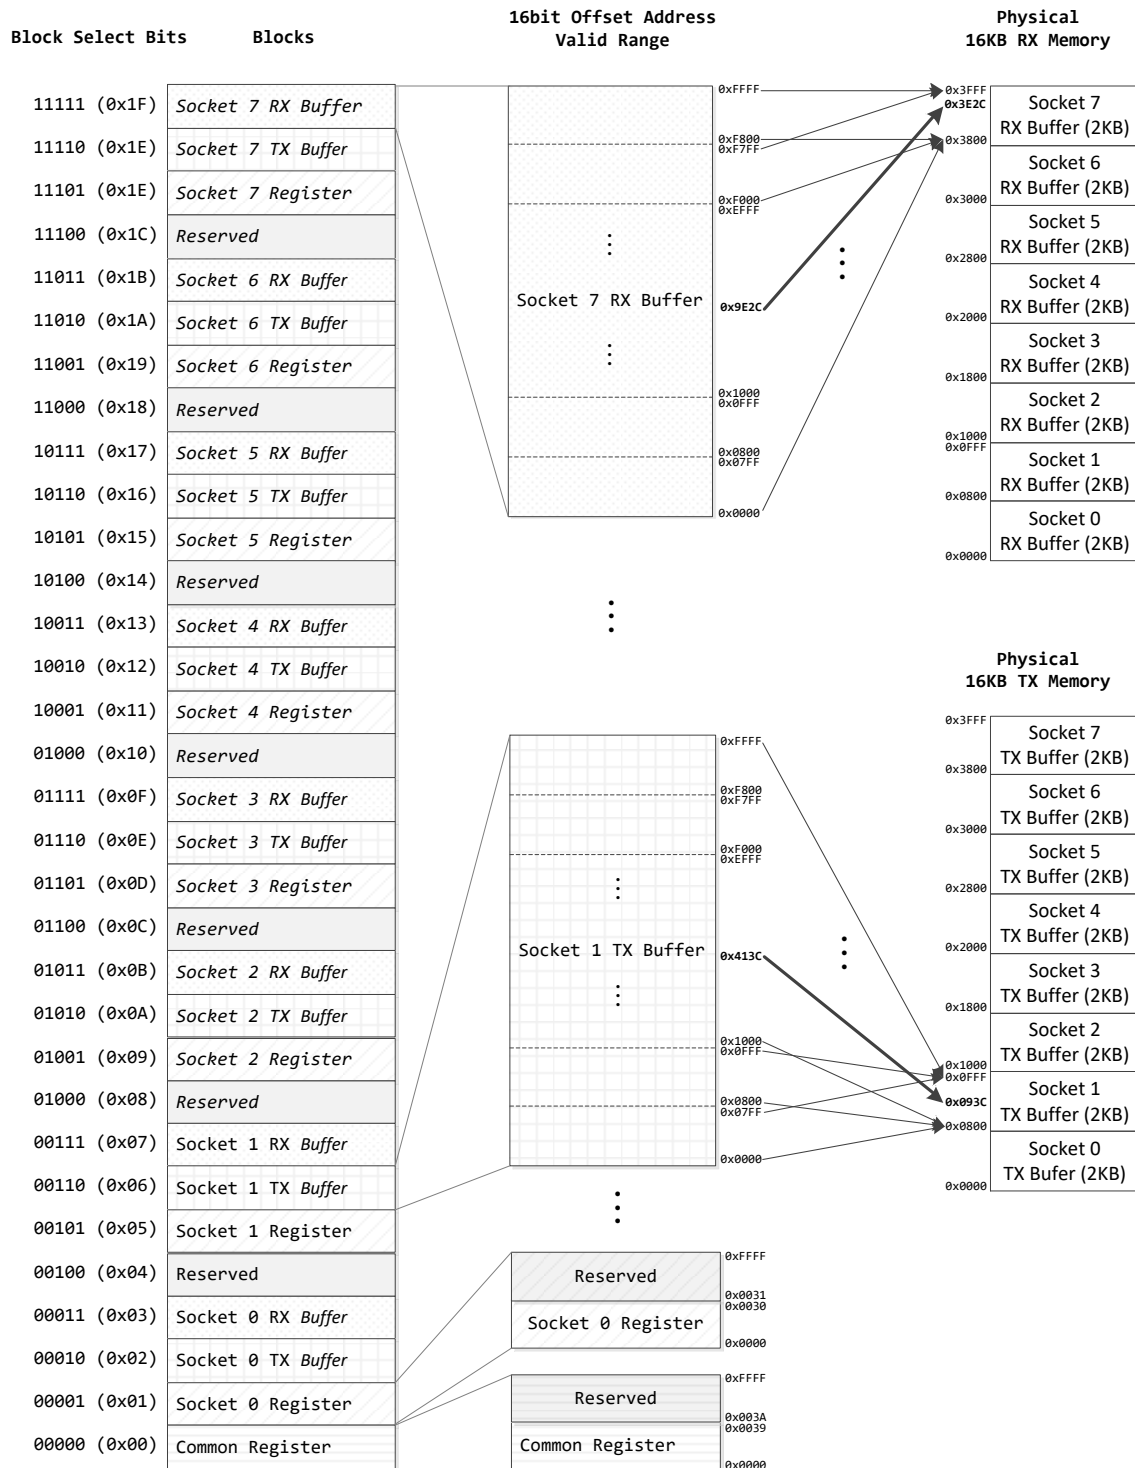 Block Select Bits
Blocks
16bit Offset Address
Valid Range
Physical
16KB RX Memory
11111 (0x1F) Socket 7 RX Buffer
11110 (0x1E) Socket 7 TX Buffer
11101 (0x1E) Socket 7 Register
11100 (0x1C) Reserved
11011 (0x1B) Socket 6 RX Buffer
11010 (0x1A) Socket 6 TX Buffer
11001 (0x19) Socket 6 Register
11000 (0x18) Reserved
10111 (0x17) Socket 5 RX Buffer
10110 (0x16) Socket 5 TX Buffer
10101 (0x15) Socket 5 Register
10100 (0x14) Reserved
10011 (0x13) Socket 4 RX Buffer
10010 (0x12) Socket 4 TX Buffer
10001 (0x11) Socket 4 Register
01000 (0x10) Reserved
01111 (0x0F) Socket 3 RX Buffer
01110 (0x0E) Socket 3 TX Buffer
01101 (0x0D) Socket 3 Register
01100 (0x0C) Reserved
01011 (0x0B) Socket 2 RX Buffer
01010 (0x0A) Socket 2 TX Buffer
01001 (0x09) Socket 2 Register
01000 (0x08) Reserved
00111 (0x07) Socket 1 RX Buffer
00110 (0x06) Socket 1 TX Buffer
00101 (0x05) Socket 1 Register
00100 (0x04) Reserved
00011 (0x03) Socket 0 RX Buffer
00010 (0x02) Socket 0 TX Buffer
00001 (0x01) Socket 0 Register
00000 (0x00) Common Register
0xFFFF
0xF800
0xF7FF
0xF000
0xEFFF
Socket 7 RX Buffer
0x9E2C
0x1000
0x0FFF
0x0800
0x07FF
0x0000
0x3FFF
0x3E2C
Socket 7
RX Buffer (2KB)
0x3800
Socket 6
RX Buffer (2KB)
0x3000
Socket 5
RX Buffer (2KB)
0x2800
Socket 4
RX Buffer (2KB)
0x2000
Socket 3
RX Buffer (2KB)
0x1800
Socket 2
RX Buffer (2KB)
0x1000
0x0FFF
Socket 1
RX Buffer (2KB)
0x0800
Socket 0
RX Buffer (2KB)
0x0000
0xFFFF
0xF800
0xF7FF
0xF000
0xEFFF
Socket 1 TX Buffer
0x413C
0x1000
0x0FFF
0x0800
0x07FF
0x0000
Physical
16KB TX Memory
0x3FFF
Socket 7
TX Buffer (2KB)
0x3800
Socket 6
TX Buffer (2KB)
0x3000
Socket 5
TX Buffer (2KB)
0x2800
Socket 4
TX Buffer (2KB)
0x2000
Socket 3
TX Buffer (2KB)
0x1800
Socket 2
TX Buffer (2KB)
0x1000
0x0FFF
Socket 1
TX Buffer (2KB)
0x093C
0x0800
Socket 0
TX Bufer (2KB)
0x0000
0xFFFF
Reserved
0x0031
0x0030
Socket 0 Register
0x0000
0xFFFF
Reserved
0x003A
0x0039
Common Register
0x0000